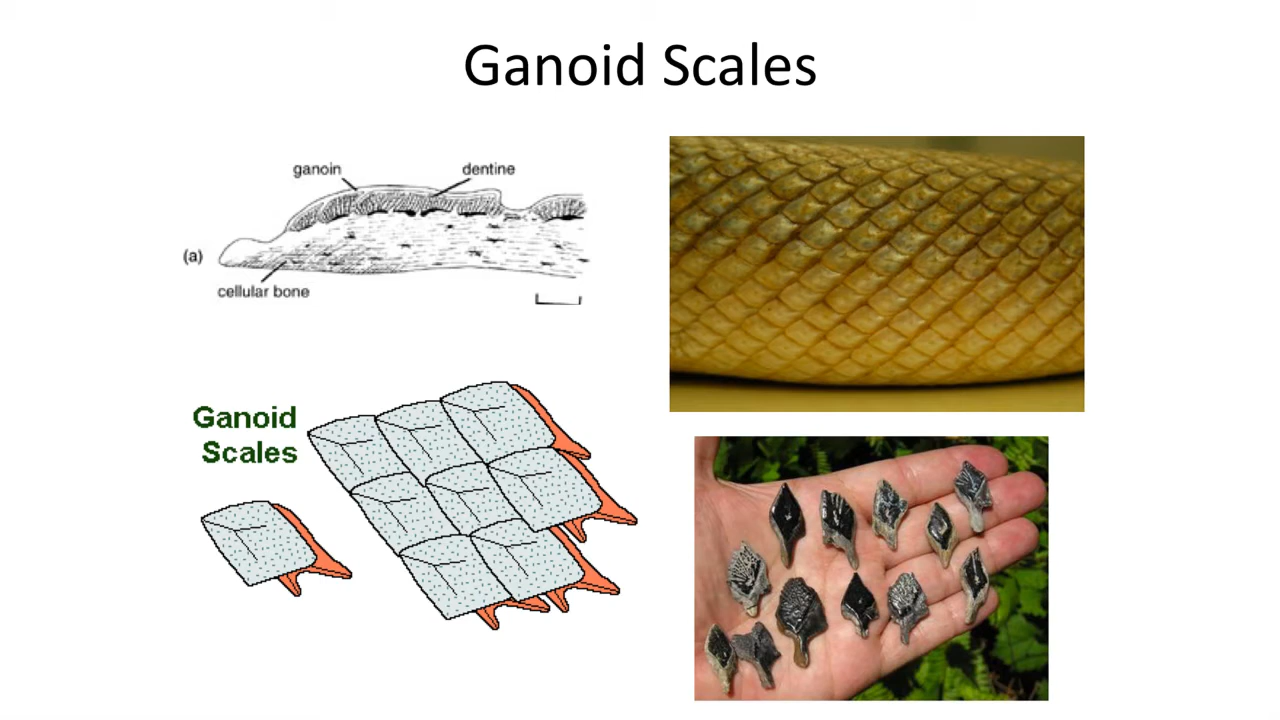 Ganoid Scales
ganoin
dentine
(a)
cellular bone
Ganoid
Scales